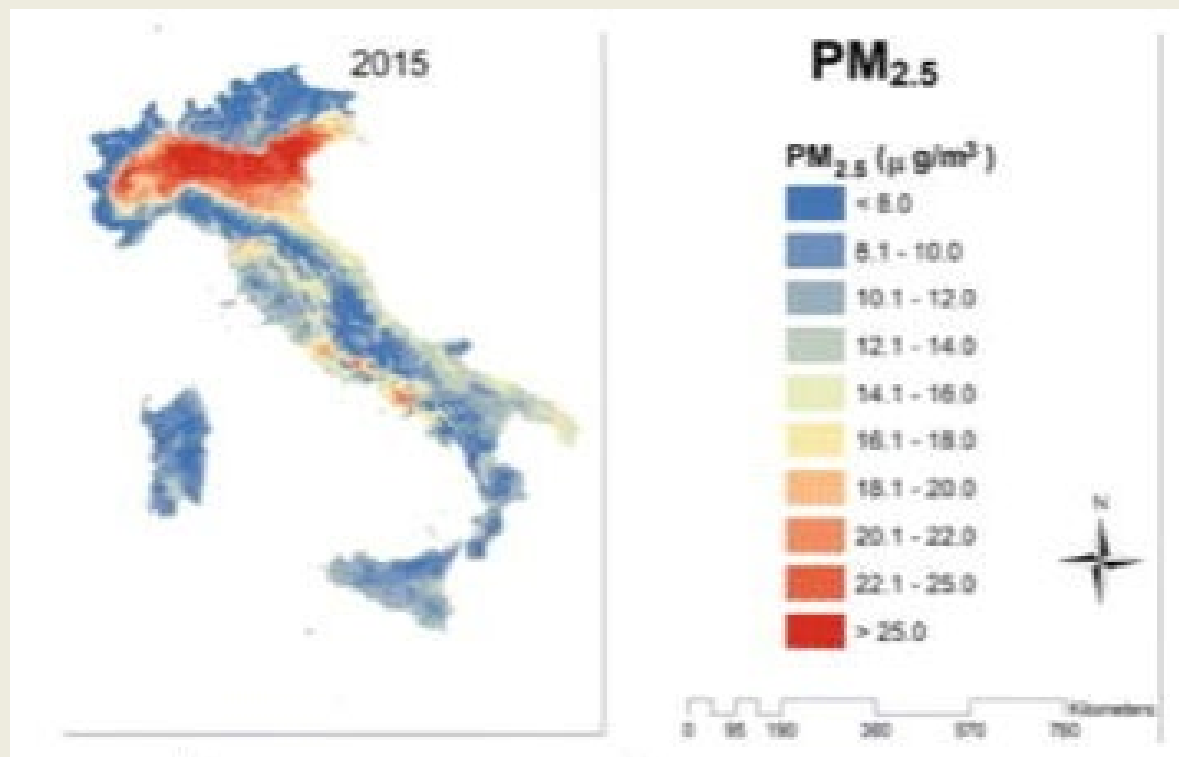 2015
PM2.5
PM2.5 (μ g/m3)
< 8.0
8.1 - 10.0
10.1 - 12.0
12.1 - 14.0
14.1 - 16.0
16.1 - 18.0
18.1 - 20.0
20.1 - 22.0
22.1 - 25.0
> 25.0
N
Kilometers
0 95 190 380 570 760